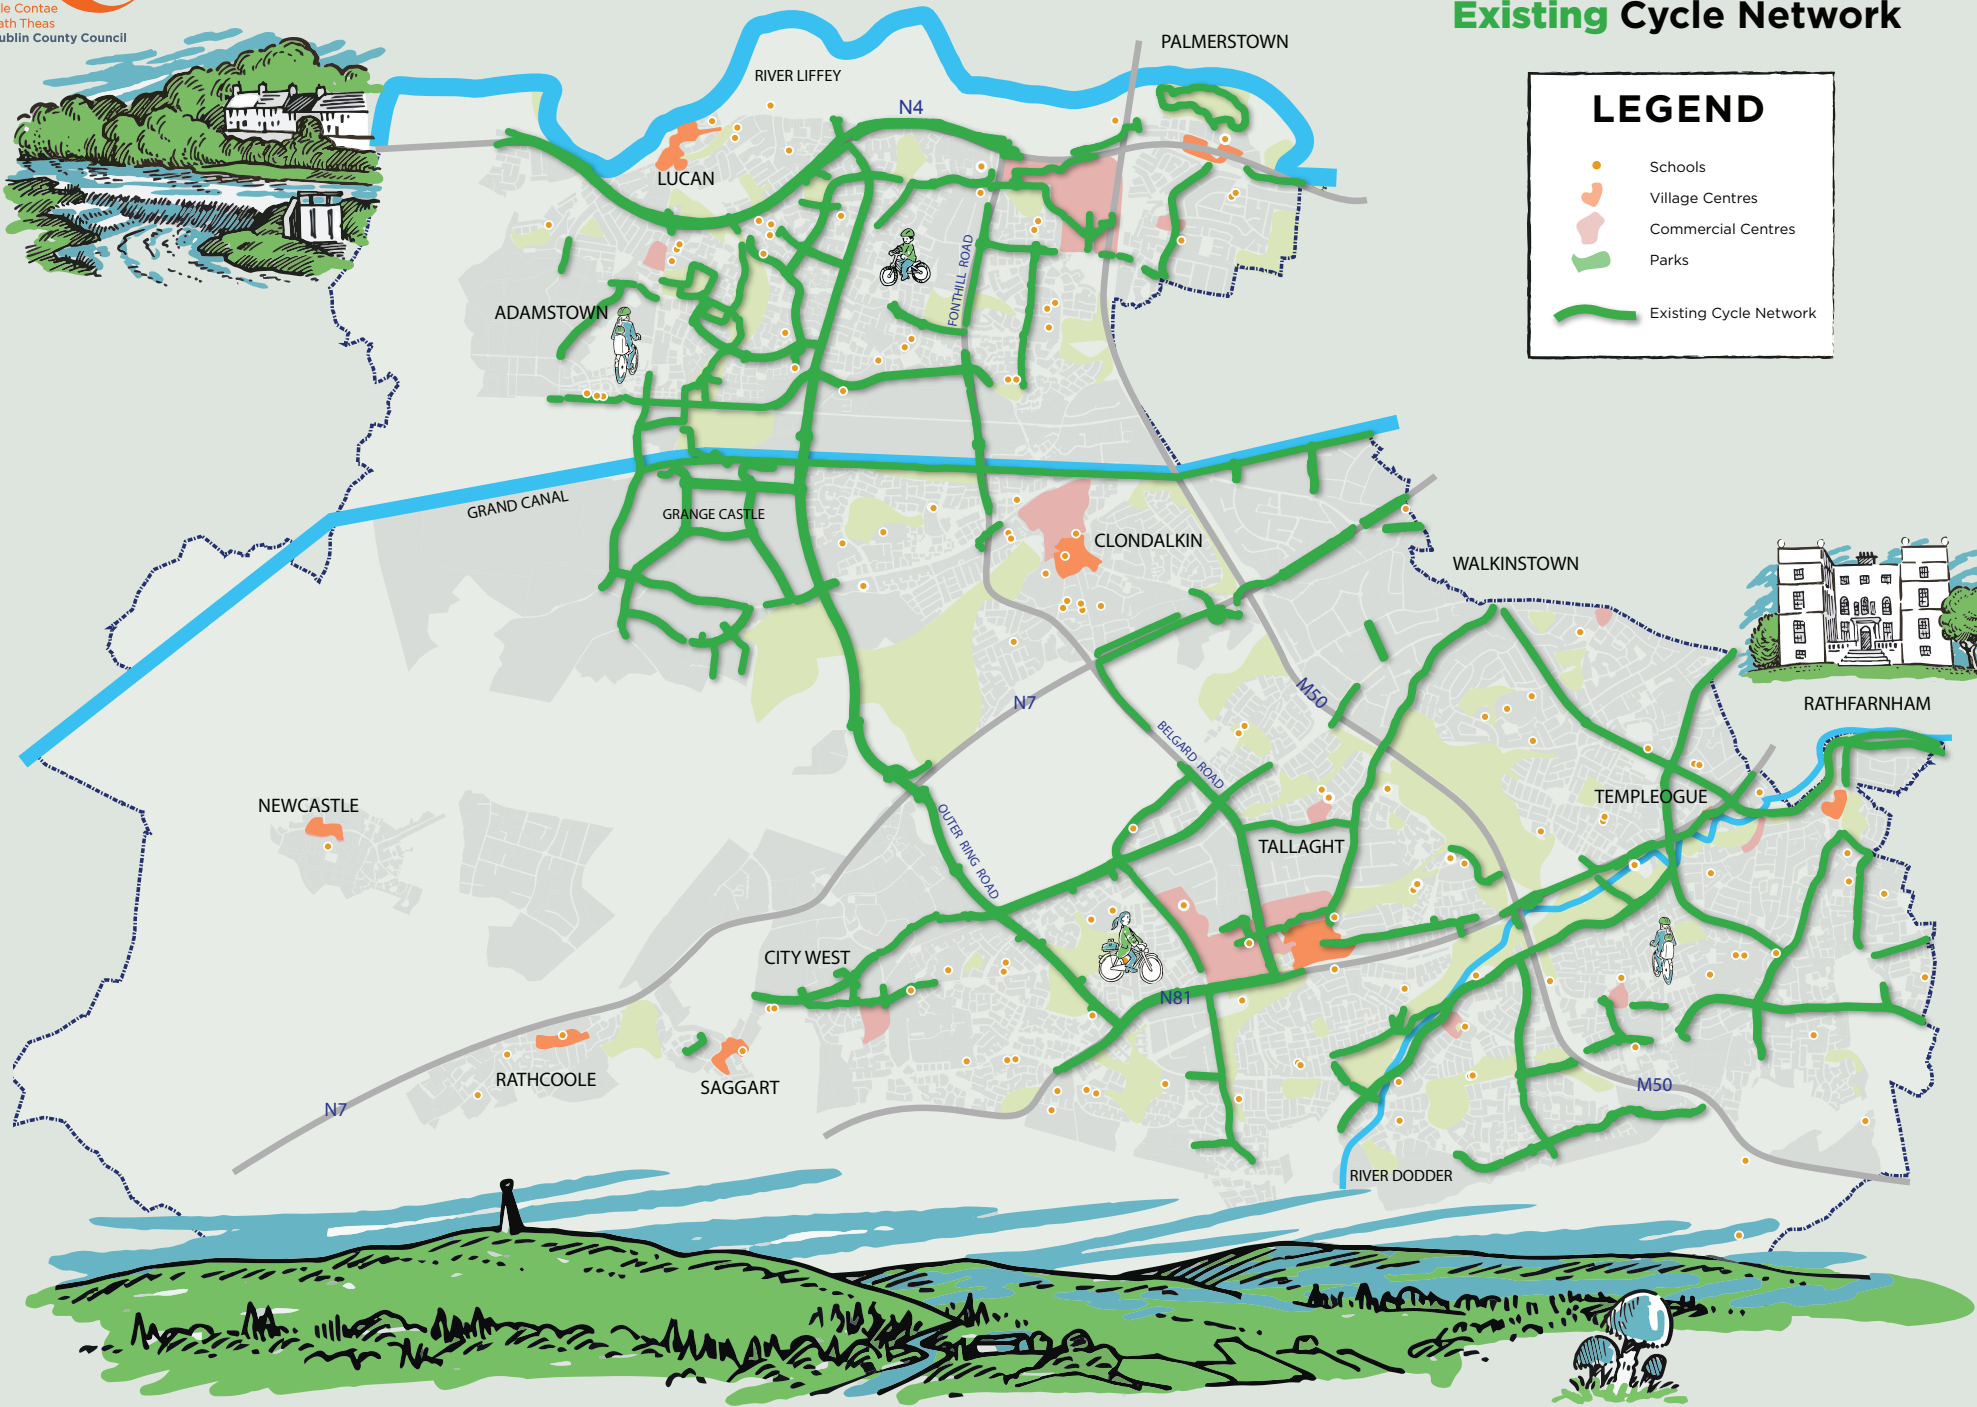 le Contae
ath Theas
ublin County Council
Existing Cycle Network
PALMERSTOWN
RIVER LIFFEY
N4
LEGEND
Schools
Village Centres
Commercial Centres
Parks
Existing Cycle Network
LUCAN
FONTHILL ROAD
ADAMSTOWN
GRAND CANAL
GRANGE CASTLE
CLONDALKIN
WALKINSTOWN
N7
M50
RATHFARNHAM
BELGARD ROAD
NEWCASTLE
TEMPLEOGUE
OUTER RING ROAD
TALLAGHT
CITY WEST
N81
RATHCOOLE
SAGGART
M50
N7
RIVER DODDER